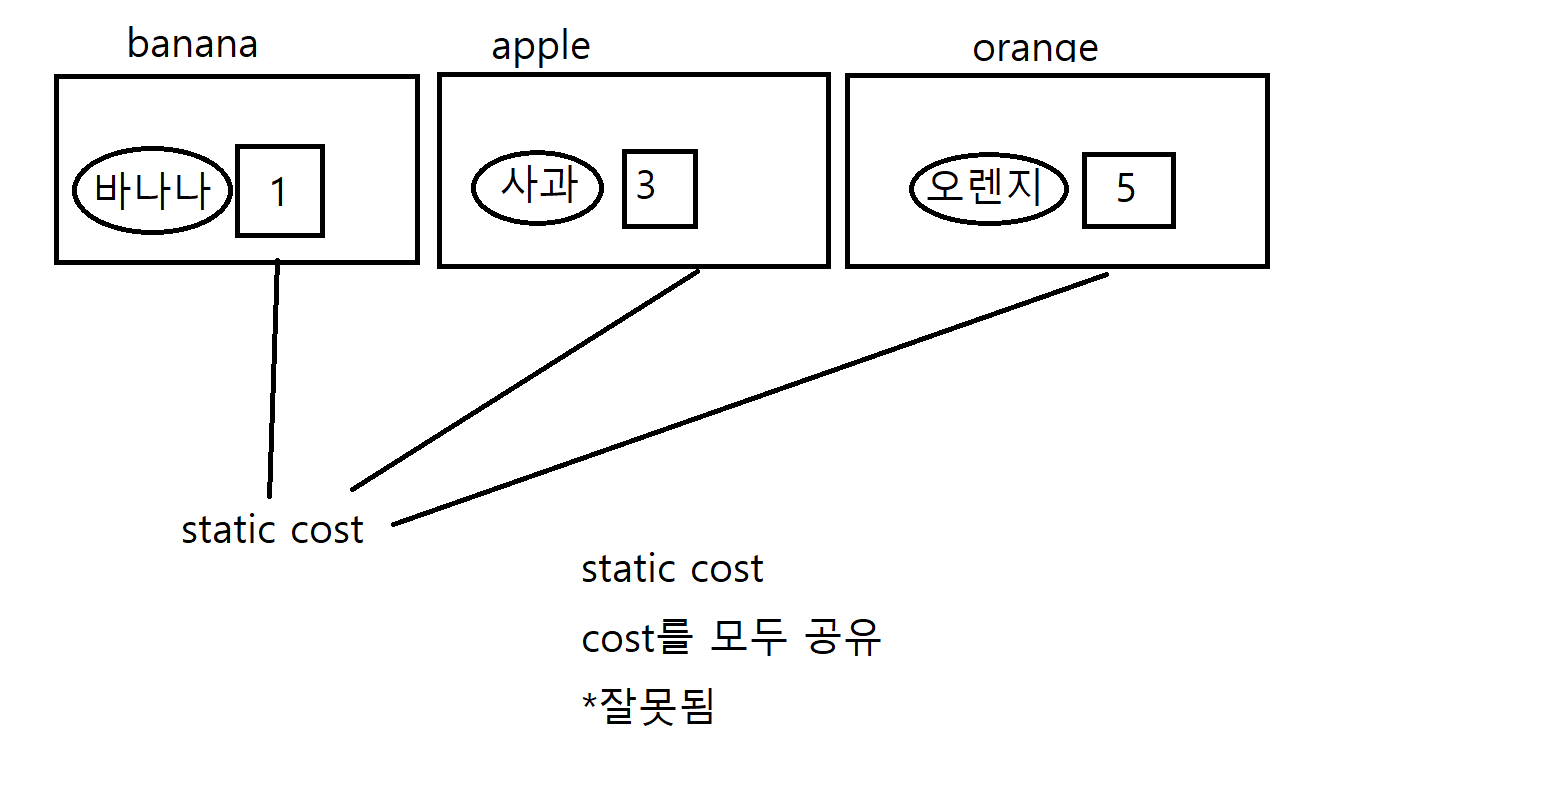 banana apple orange
바나나 1 사과 3 오렌지 5
static cost
static cost
cost를 모두 공유
*잘못됨